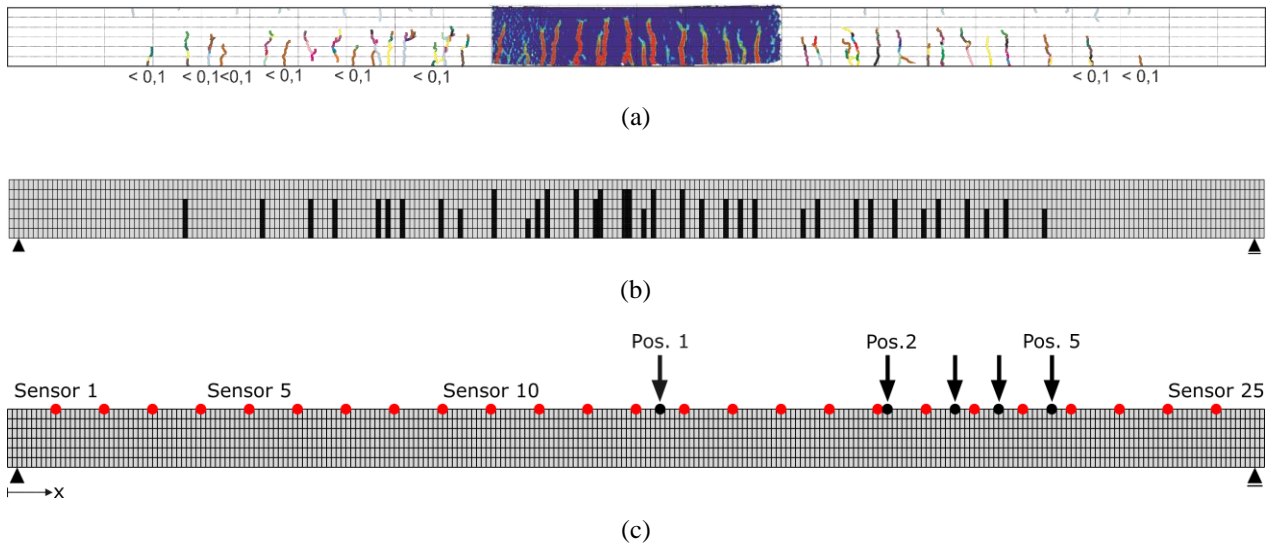 < 0,1 < 0,1 < 0,1 < 0,1 < 0,1 < 0,1 < 0,1 < 0,1
(a)
(b)
Pos. 1 Pos.2 Pos. 5
Sensor 1 Sensor 5 Sensor 10 Sensor 25
x
(c)